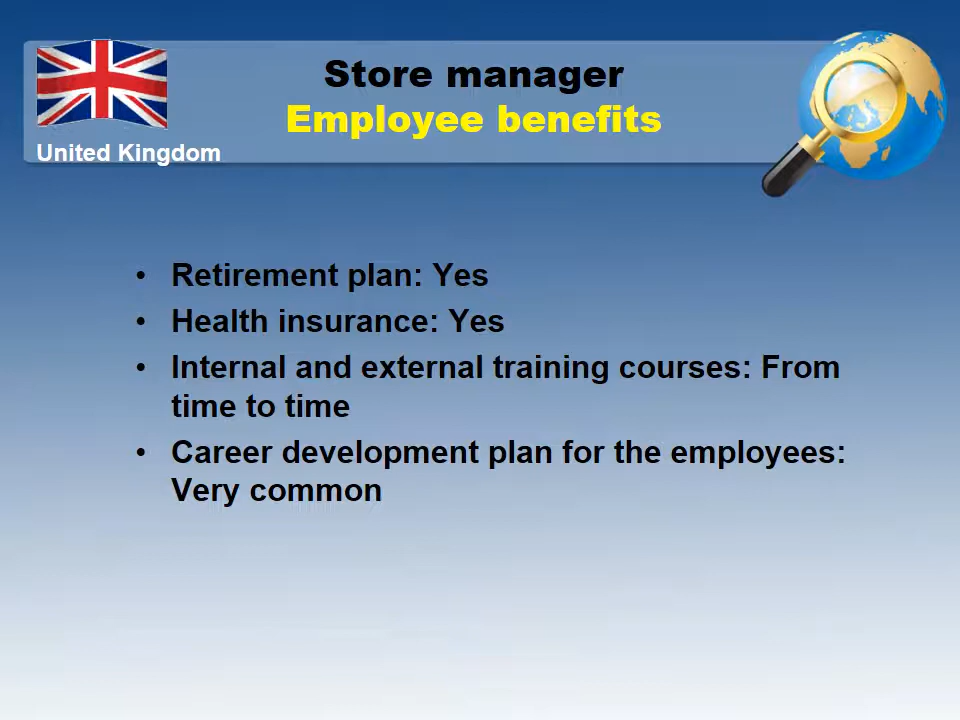 Store manager
Employee benefits
United Kingdom
• Retirement plan: Yes
• Health insurance: Yes
• Internal and external training courses: From
time to time
• Career development plan for the employees:
Very common